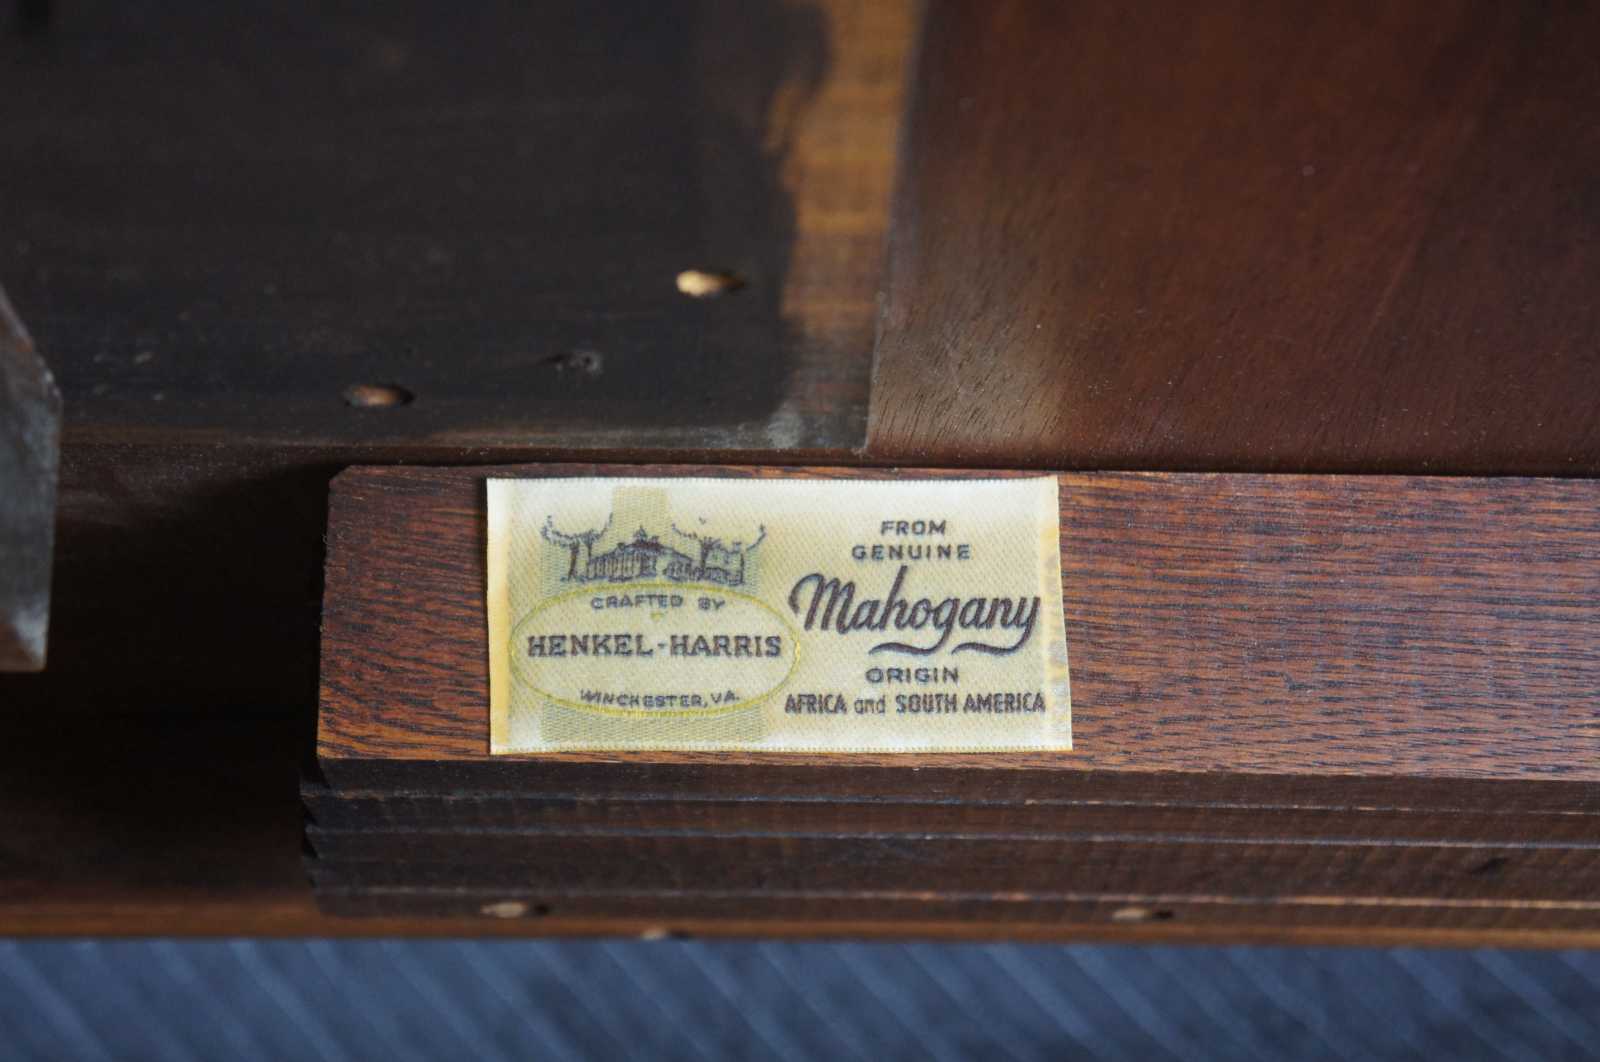 CRAFTED BY
HENKEL-HARRIS
WINCHESTER, VA.
FROM
GENUINE
Mahogany
ORIGIN
AFRICA and SOUTH AMERICA